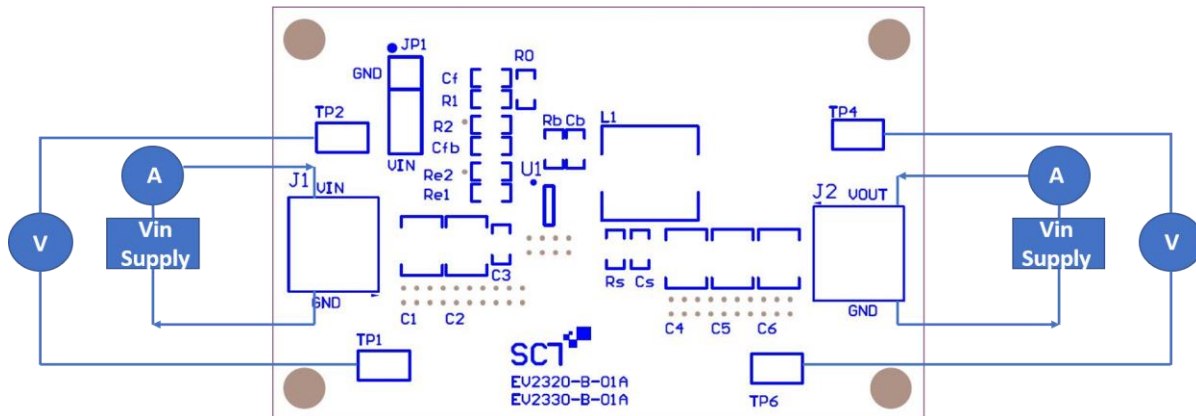 JP1
GND
VIN
R0
Cf
R1
R2
Cfb
Re2
Re1
Rb
Cb
L1
U1
TP2
TP4
A
J1
VIN
V
Vin
Supply
GND
C3
C1
C2
Rs
Cs
C4
C5
C6
J2
VOUT
GND
A
Vin
Supply
V
TP1
TP6
SCT
EV2320-B-01A
EV2330-B-01A